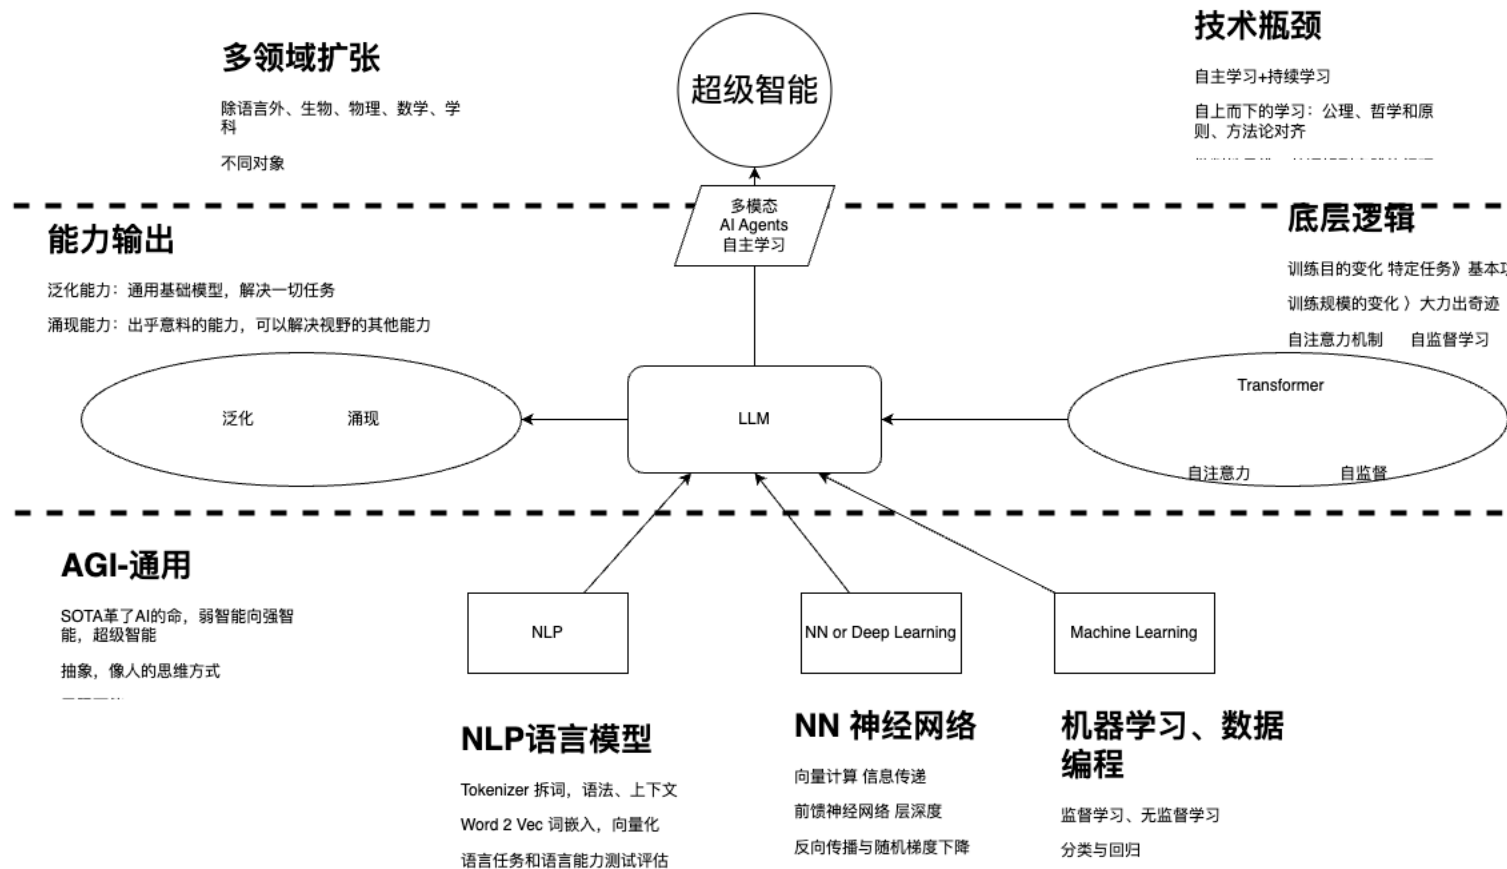 多领域扩张
除语言外、生物、物理、数学、学
科
不同对象
超级智能
技术瓶颈
自主学习+持续学习
自上而下的学习：公理、哲学和原
则、方法论对齐
多模态
AI Agents
自主学习
能力输出
泛化能力：通用基础模型，解决一切任务
涌现能力：出乎意料的能力，可以解决视野的其他能力
底层逻辑
训练目的变化 特定任务》基本
训练规模的变化 〉大力出奇迹
自注意力机制 自监督学习
泛化
涌现
LLM
Transformer
自注意力
自监督
AGI-通用
SOTA革了AI的命，弱智能向强智
能，超级智能
抽象，像人的思维方式
NLP
NN or Deep Learning
Machine Learning
NLP语言模型
Tokenizer 拆词，语法、上下文
Word 2 Vec 词嵌入，向量化
语言任务和语言能力测试评估
NN 神经网络
向量计算 信息传递
前馈神经网络 层深度
反向传播与随机梯度下降
机器学习、数据
编程
监督学习、无监督学习
分类与回归